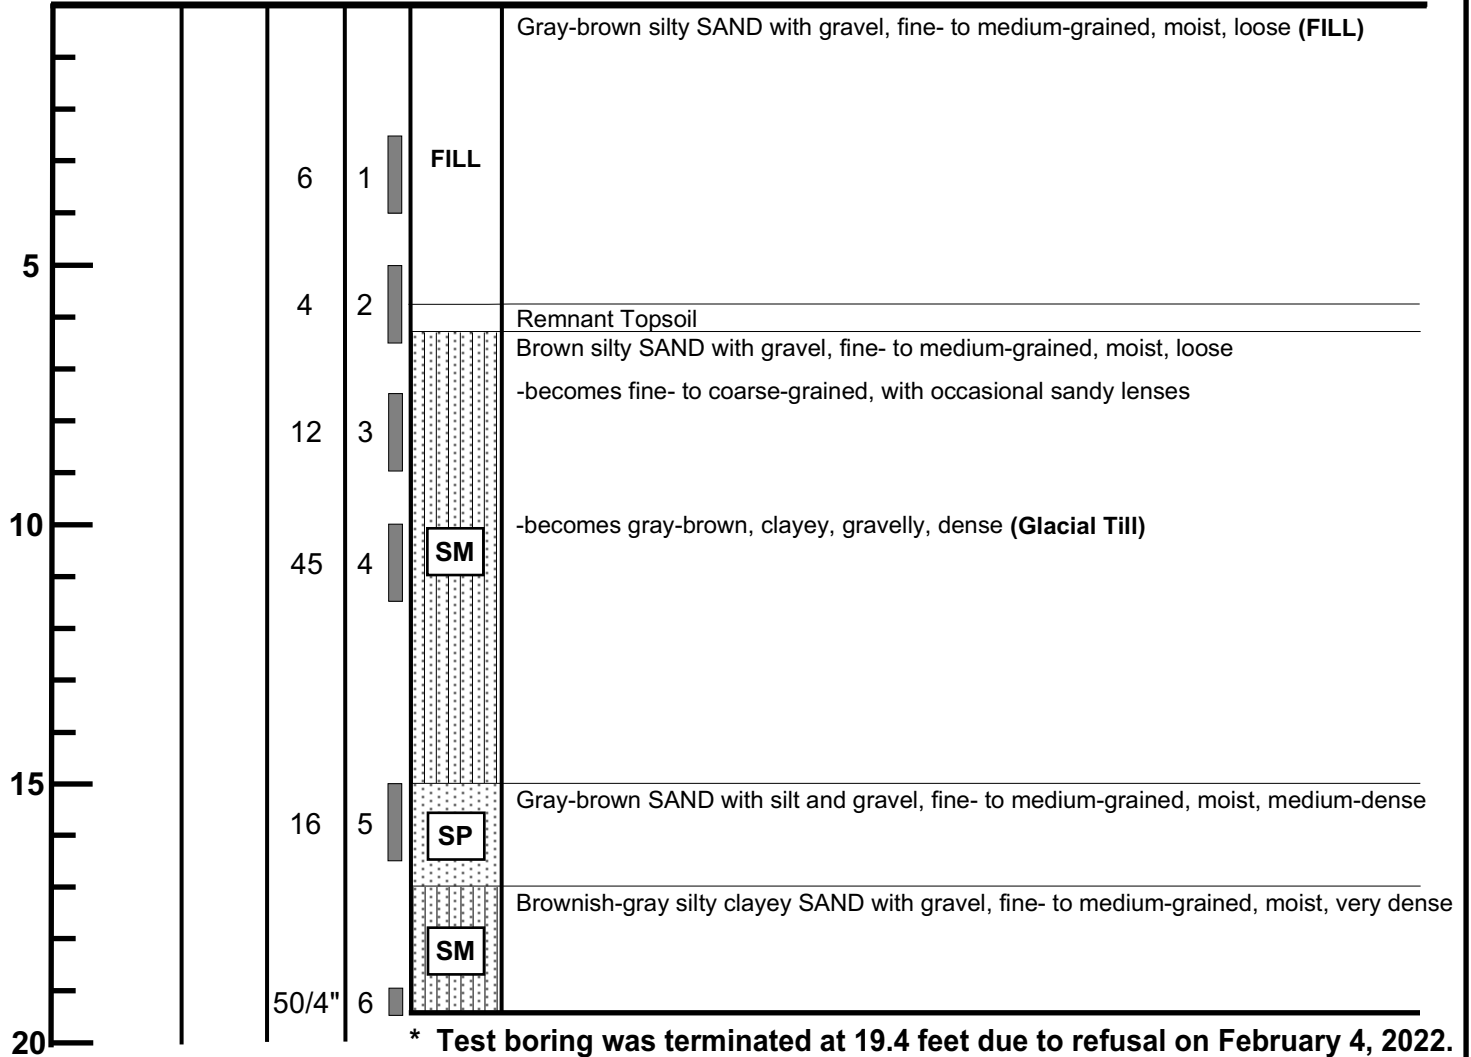 Gray-brown silty SAND with gravel, fine- to medium-grained, moist, loose (FILL)
6 1 FILL
5
4 2
Remnant Topsoil
Brown silty SAND with gravel, fine- to medium-grained, moist, loose
-becomes fine- to coarse-grained, with occasional sandy lenses
12 3
10 -becomes gray-brown, clayey, gravelly, dense (Glacial Till)
45 4 SM
15
Gray-brown SAND with silt and gravel, fine- to medium-grained, moist, medium-dense
16 5 SP
Brownish-gray silty clayey SAND with gravel, fine- to medium-grained, moist, very dense
SM
50/4" 6
20 * Test boring was terminated at 19.4 feet due to refusal on February 4, 2022.